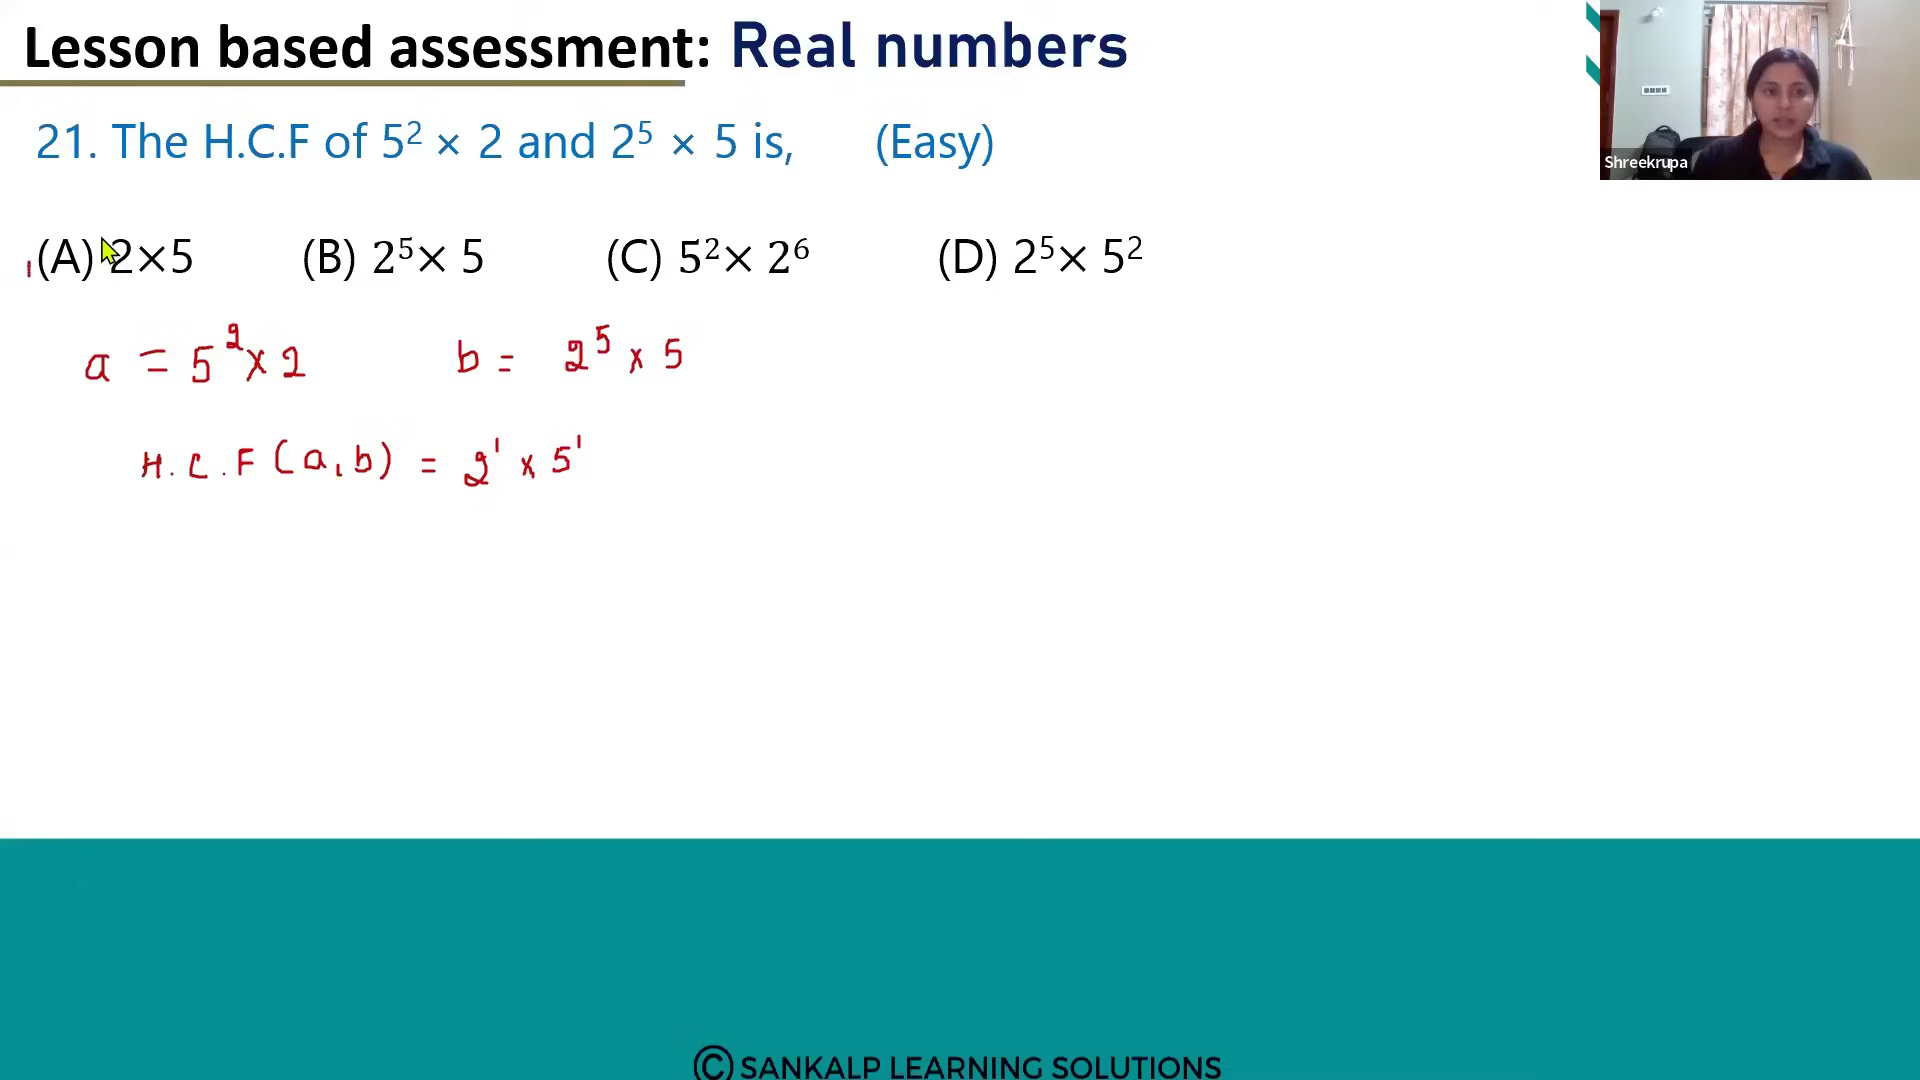 Lesson based assessment: Real numbers
Shreekrupa
21. The H.C.F of 5² × 2 and 2⁵ × 5 is, (Easy)
(A) 2×5 (B) 2⁵× 5 (C) 5²× 2⁶ (D) 2⁵× 5²
a = 5² × 2 b = 2⁵ × 5
H.C.F (a, b) = 2¹ × 5¹
© SANKALP LEARNING SOLUTIONS